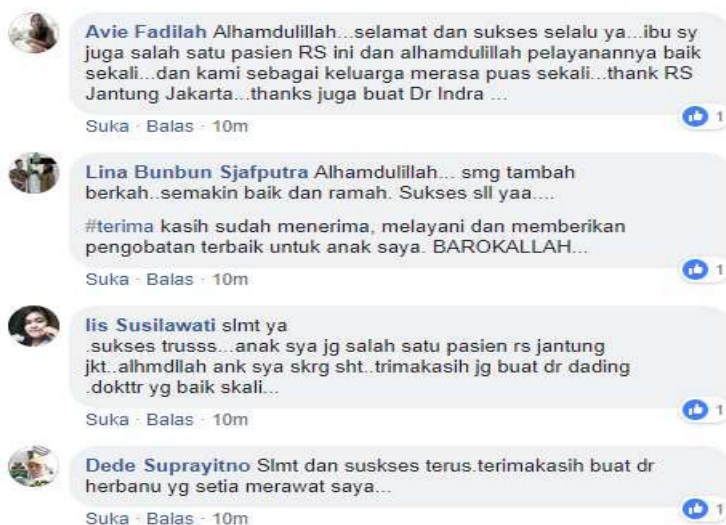 Avie Fadilah Alhamdulillah...selamat dan sukses selalu ya...ibu sy
juga salah satu pasien RS ini dan alhamdulillah pelayanannya baik
sekali...dan kami sebagai keluarga merasa puas sekali...thank RS
Jantung Jakarta...thanks juga buat Dr Indra ...
1
Suka · Balas · 10m
Lina Bunbun Sjafputra Alhamdulillah... smg tambah
berkah..semakin baik dan ramah. Sukses sll yaa....
#terima kasih sudah menerima, melayani dan memberikan
pengobatan terbaik untuk anak saya. BAROKALLAH...
1
Suka · Balas · 10m
Iis Susilawati slmt ya
.sukses trusss...anak sya jg salah satu pasien rs jantung
jkt..alhmdllah ank sya skrg sht..trimakasih jg buat dr dading
.dokttr yg baik skali...
1
Suka · Balas · 10m
Dede Suprayitno Slmt dan suskses terus.terimakasih buat dr
herbanu yg setia merawat saya...
1
Suka · Balas · 10m